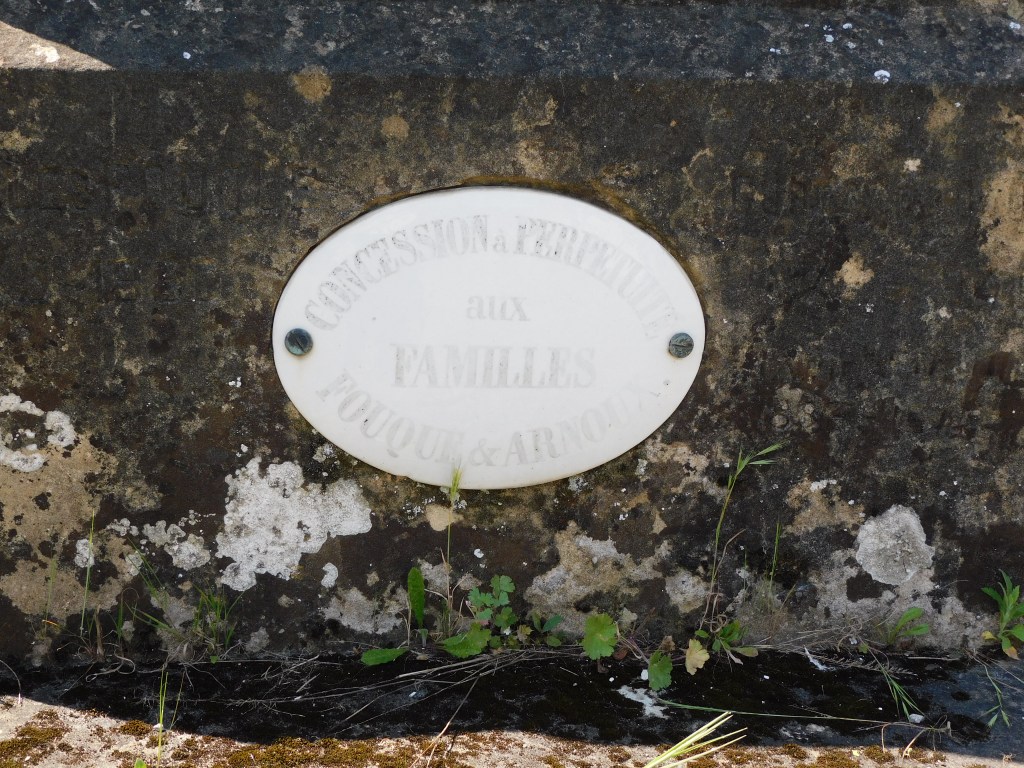 CONCESSION à PERPETUITE
aux
FAMILLES
FOUQUE & ARNOUX